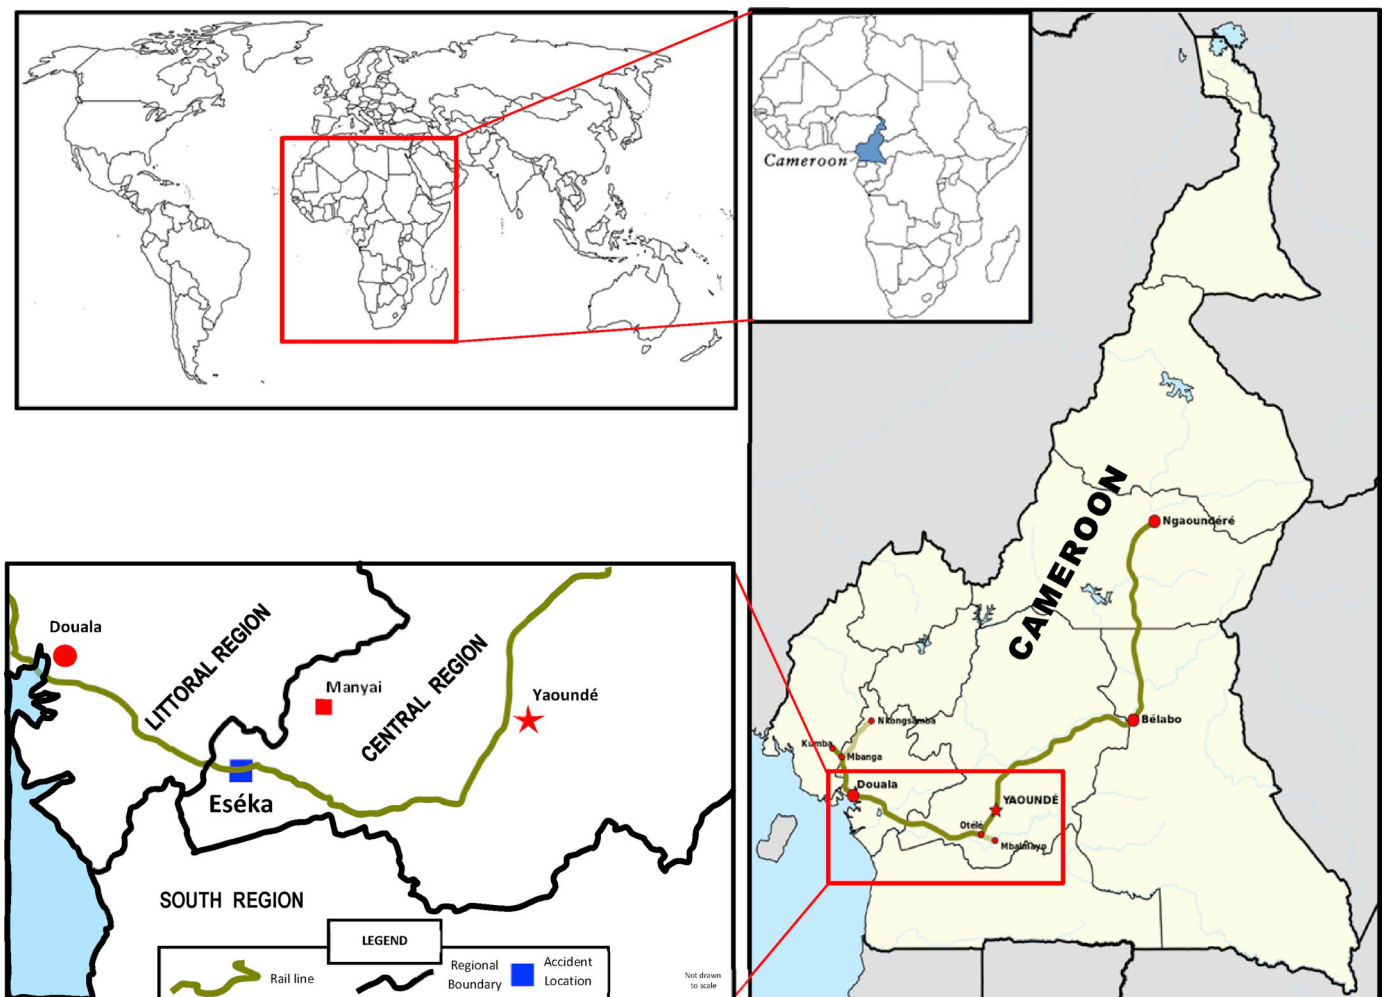 Cameroon
CAMEROON
Ngaoundéré
Bélabo
Nkongsamba
Kumba
Mbanga
Douala
YAOUNDÉ
Otélé
Mbalmayo
Douala
LITTORAL REGION
Manyai
CENTRAL REGION
Yaoundé
Eséka
SOUTH REGION
LEGEND
Rail line
Regional
Boundary
Accident
Location
Not drawn
to scale